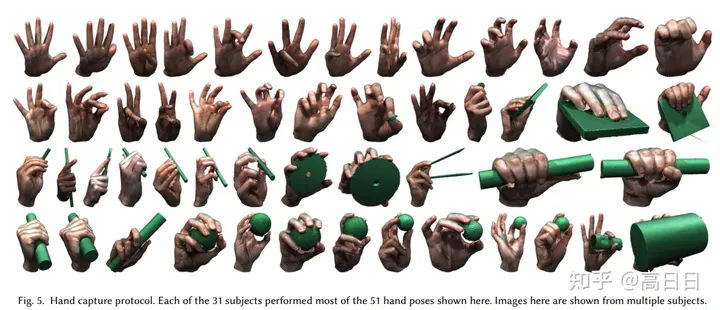 知乎 @高日日
Fig. 5. Hand capture protocol. Each of the 31 subjects performed most of the 51 hand poses shown here. Images here are shown from multiple subjects.